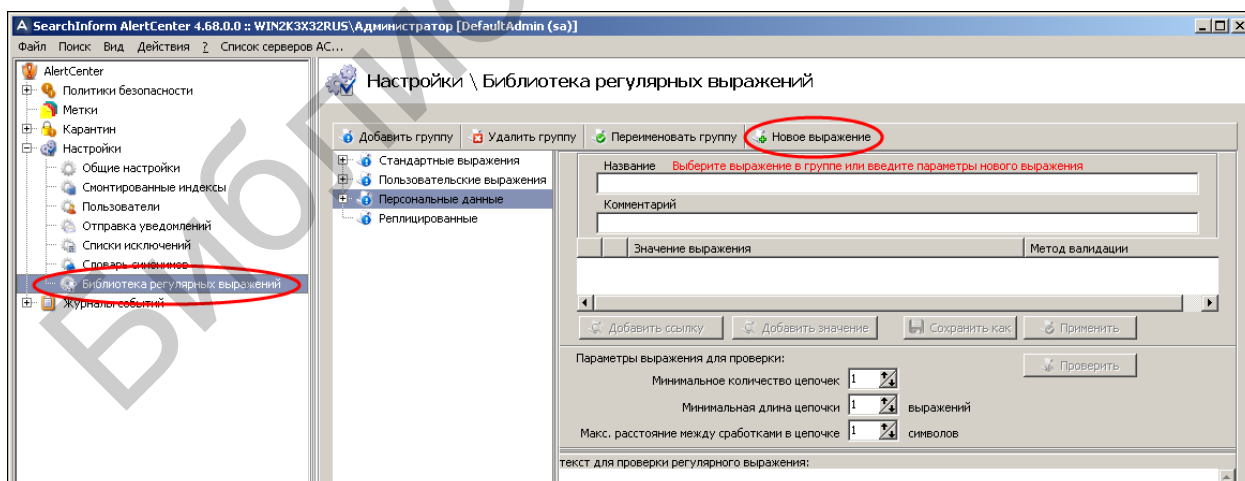 SearchInform AlertCenter 4.68.0.0 :: WIN2K3X32RUS\Администратор [DefaultAdmin (sa)]
Файл Поиск Вид Действия ? Список серверов AC...
AlertCenter
Политики безопасности
Метки
Карантин
Настройки
Общие настройки
Смонтированные индексы
Пользователи
Отправка уведомлений
Списки исключений
Словарь синонимов
Библиотека регулярных выражений
Журналы событий
Настройки \ Библиотека регулярных выражений
Добавить группу Удалить группу Переименовать группу Новое выражение
Стандартные выражения
Пользовательские выражения
Персональные данные
Реплицированные
Название Выберите выражение в группе или введите параметры нового выражения
Комментарий
Значение выражения Метод валидации
Добавить ссылку Добавить значение Сохранить как Применить
Параметры выражения для проверки: Проверить
Минимальное количество цепочек 1
Минимальная длина цепочки 1 выражений
Макс. расстояние между сработками в цепочке 1 символов
текст для проверки регулярного выражения:
Библио